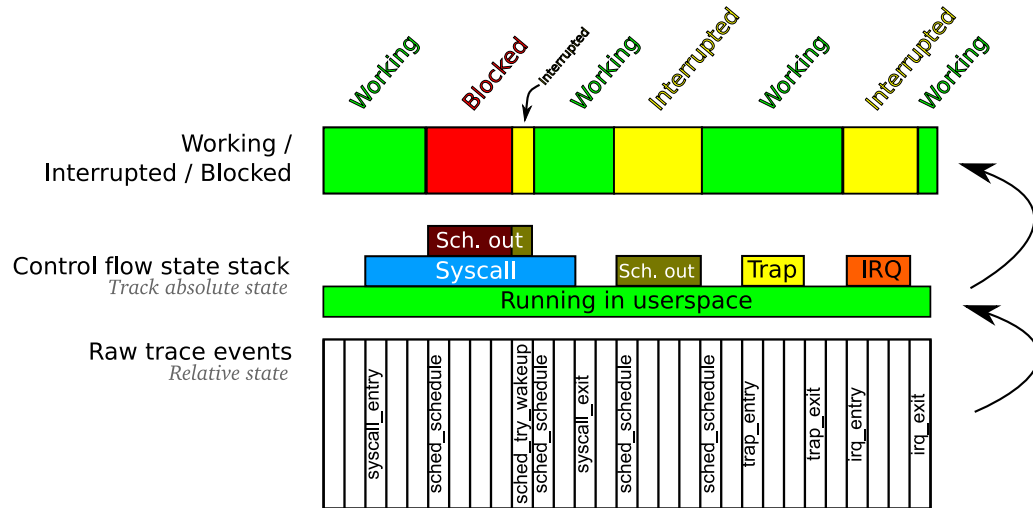 Working
Blocked
Interrupted
Working
Interrupted
Working
Interrupted
Working
Working /
Interrupted / Blocked
Sch. out
Control flow state stack
Track absolute state
Syscall
Sch. out
Trap
IRQ
Running in userspace
Raw trace events
Relative state
syscall_entry
sched_schedule
sched_try_wakeup
sched_schedule
syscall_exit
sched_schedule
sched_schedule
trap_entry
trap_exit
irq_entry
irq_exit